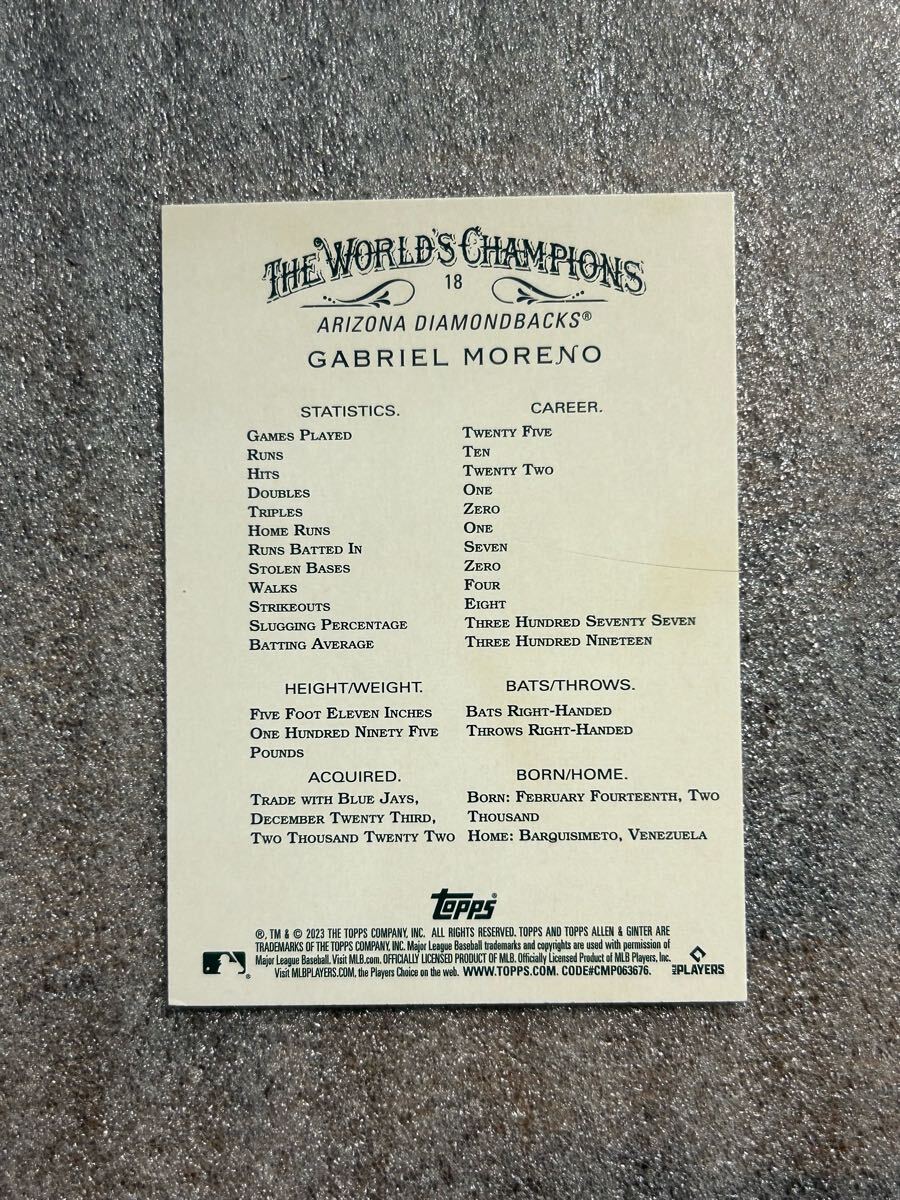 THE WORLD'S CHAMPIONS
18
ARIZONA DIAMONDBACKS®
GABRIEL MORENO
STATISTICS. CAREER.
GAMES PLAYED TWENTY FIVE
RUNS TEN
HITS TWENTY TWO
DOUBLES ONE
TRIPLES ZERO
HOME RUNS ONE
RUNS BATTED IN SEVEN
STOLEN BASES ZERO
WALKS FOUR
STRIKEOUTS EIGHT
SLUGGING PERCENTAGE THREE HUNDRED SEVENTY SEVEN
BATTING AVERAGE THREE HUNDRED NINETEEN
HEIGHT/WEIGHT.
FIVE FOOT ELEVEN INCHES
ONE HUNDRED NINETY FIVE
POUNDS
BATS/THROWS.
BATS RIGHT-HANDED
THROWS RIGHT-HANDED
ACQUIRED.
TRADE WITH BLUE JAYS,
DECEMBER TWENTY THIRD,
TWO THOUSAND TWENTY TWO
BORN/HOME.
BORN: FEBRUARY FOURTEENTH, TWO
THOUSAND
HOME: BARQUISIMETO, VENEZUELA
TOPPS®
®, TM & © 2023 THE TOPPS COMPANY, INC. ALL RIGHTS RESERVED. TOPPS AND TOPPS ALLEN & GINTER ARE
TRADEMARKS OF THE TOPPS COMPANY, INC. Major League Baseball trademarks and copyrights are used with permission of
Major League Baseball. Visit MLB.com. OFFICIALLY LICENSED PRODUCT OF MLB. Officially Licensed Product of MLB Players, Inc.
Visit MLBPLAYERS.COM, the Players Choice on the web. WWW.TOPPS.COM. CODE#CMP063676.
MLB PLAYERS